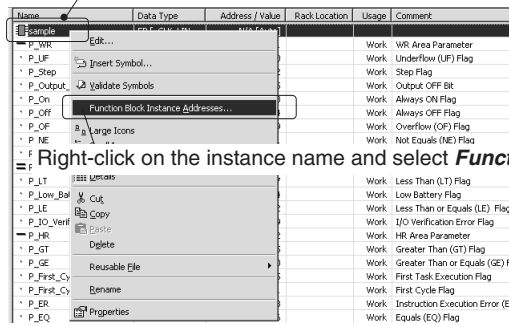 Name Data Type Address / Value Rack Location Usage Comment
sample
P_WR Edit... Work WR Area Parameter
P_UF Work Underflow (UF) Flag
P_Step Insert Symbol... Work Step Flag
P_Output_ Validate Symbols Work Output OFF Bit
P_On Work Always ON Flag
P_Off Function Block Instance Addresses... Work Always OFF Flag
P_OF Work Overflow (OF) Flag
P_NE Large Icons Work Not Equals (NE) Flag
Right-click on the instance name and select Funct
P_LT Details Work Less Than (LT) Flag
P_Low_Bat Work Low Battery Flag
P_LE Cut Work Less Than or Equals (LE) Flag
P_IO_Verif Copy Work I/O Verification Error Flag
P_HR Paste Work HR Area Parameter
P_GT Delete Work Greater Than (GT) Flag
P_GE Work Greater Than or Equals (GE) F
P_First_Cy Reusable File Work First Task Execution Flag
P_First_Cy Rename Work First Cycle Flag
P_ER Work Instruction Execution Error (E
P_EQ Properties Work Equals (EQ) Flag